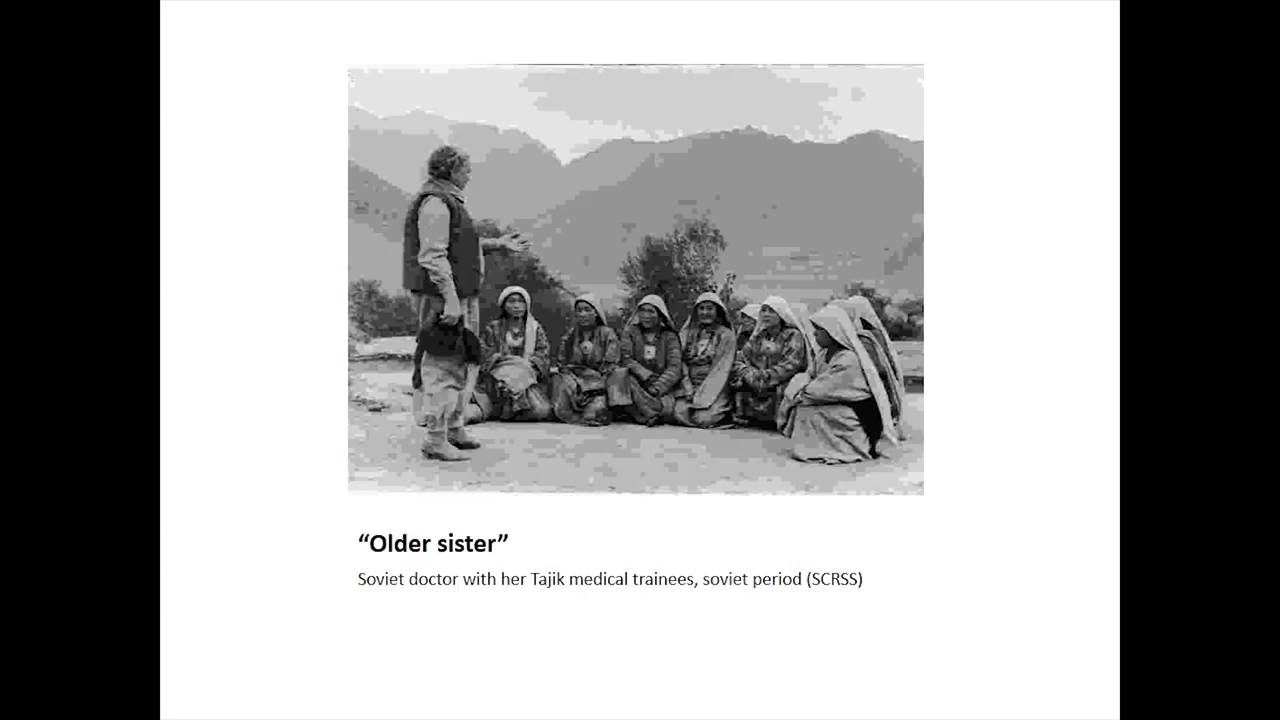 “Older sister”
Soviet doctor with her Tajik medical trainees, soviet period (SCRSS)